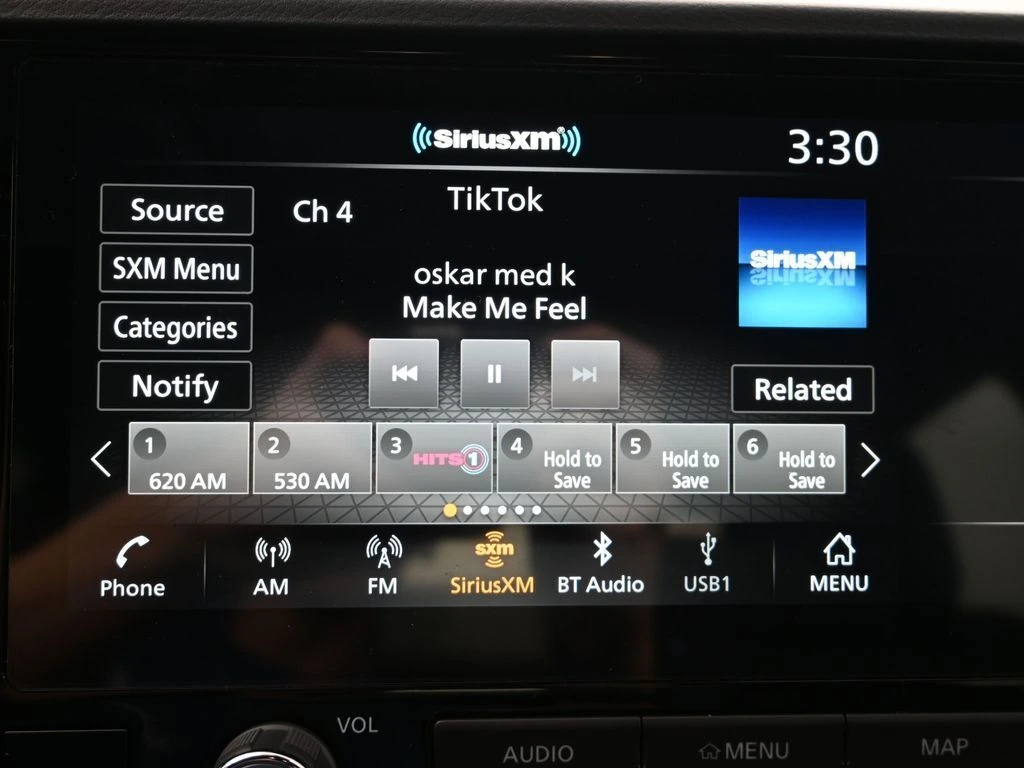 SiriusXM
3:30
Source
Ch 4
TikTok
SiriusXM
SXM Menu
oskar med k
Make Me Feel
Categories
Notify
Related
1
620 AM
2
530 AM
3
HITS 1
4
Hold to
Save
5
Hold to
Save
6
Hold to
Save
Phone
AM
FM
sxm
SiriusXM
BT Audio
USB1
MENU
VOL
AUDIO
MENU
MAP